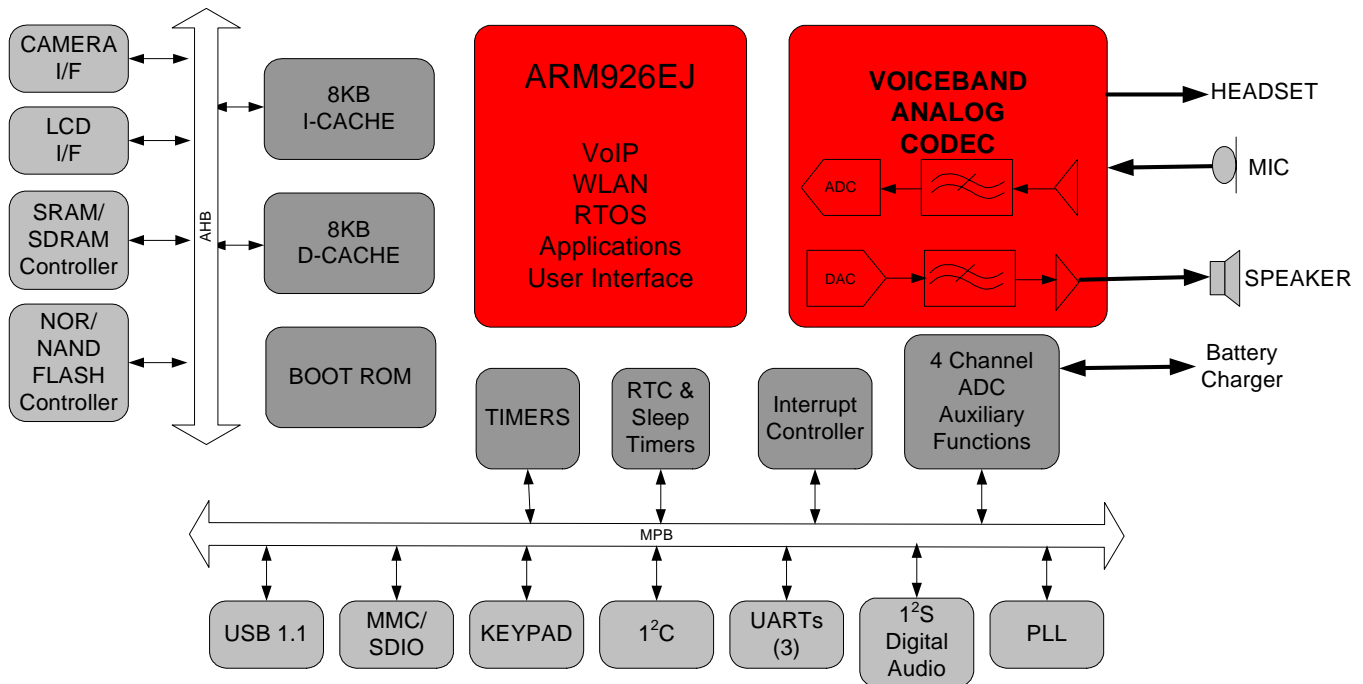 CAMERA
I/F
LCD
I/F
SRAM/
SDRAM
Controller
NOR/
NAND
FLASH
Controller
AHB
8KB
I-CACHE
8KB
D-CACHE
BOOT ROM
ARM926EJ
VoIP
WLAN
RTOS
Applications
User Interface
VOICEBAND
ANALOG
CODEC
ADC
DAC
HEADSET
MIC
SPEAKER
Battery
Charger
TIMERS
RTC &
Sleep
Timers
Interrupt
Controller
4 Channel
ADC
Auxiliary
Functions
MPB
USB 1.1
MMC/
SDIO
KEYPAD
1²C
UARTs
(3)
1²S
Digital
Audio
PLL